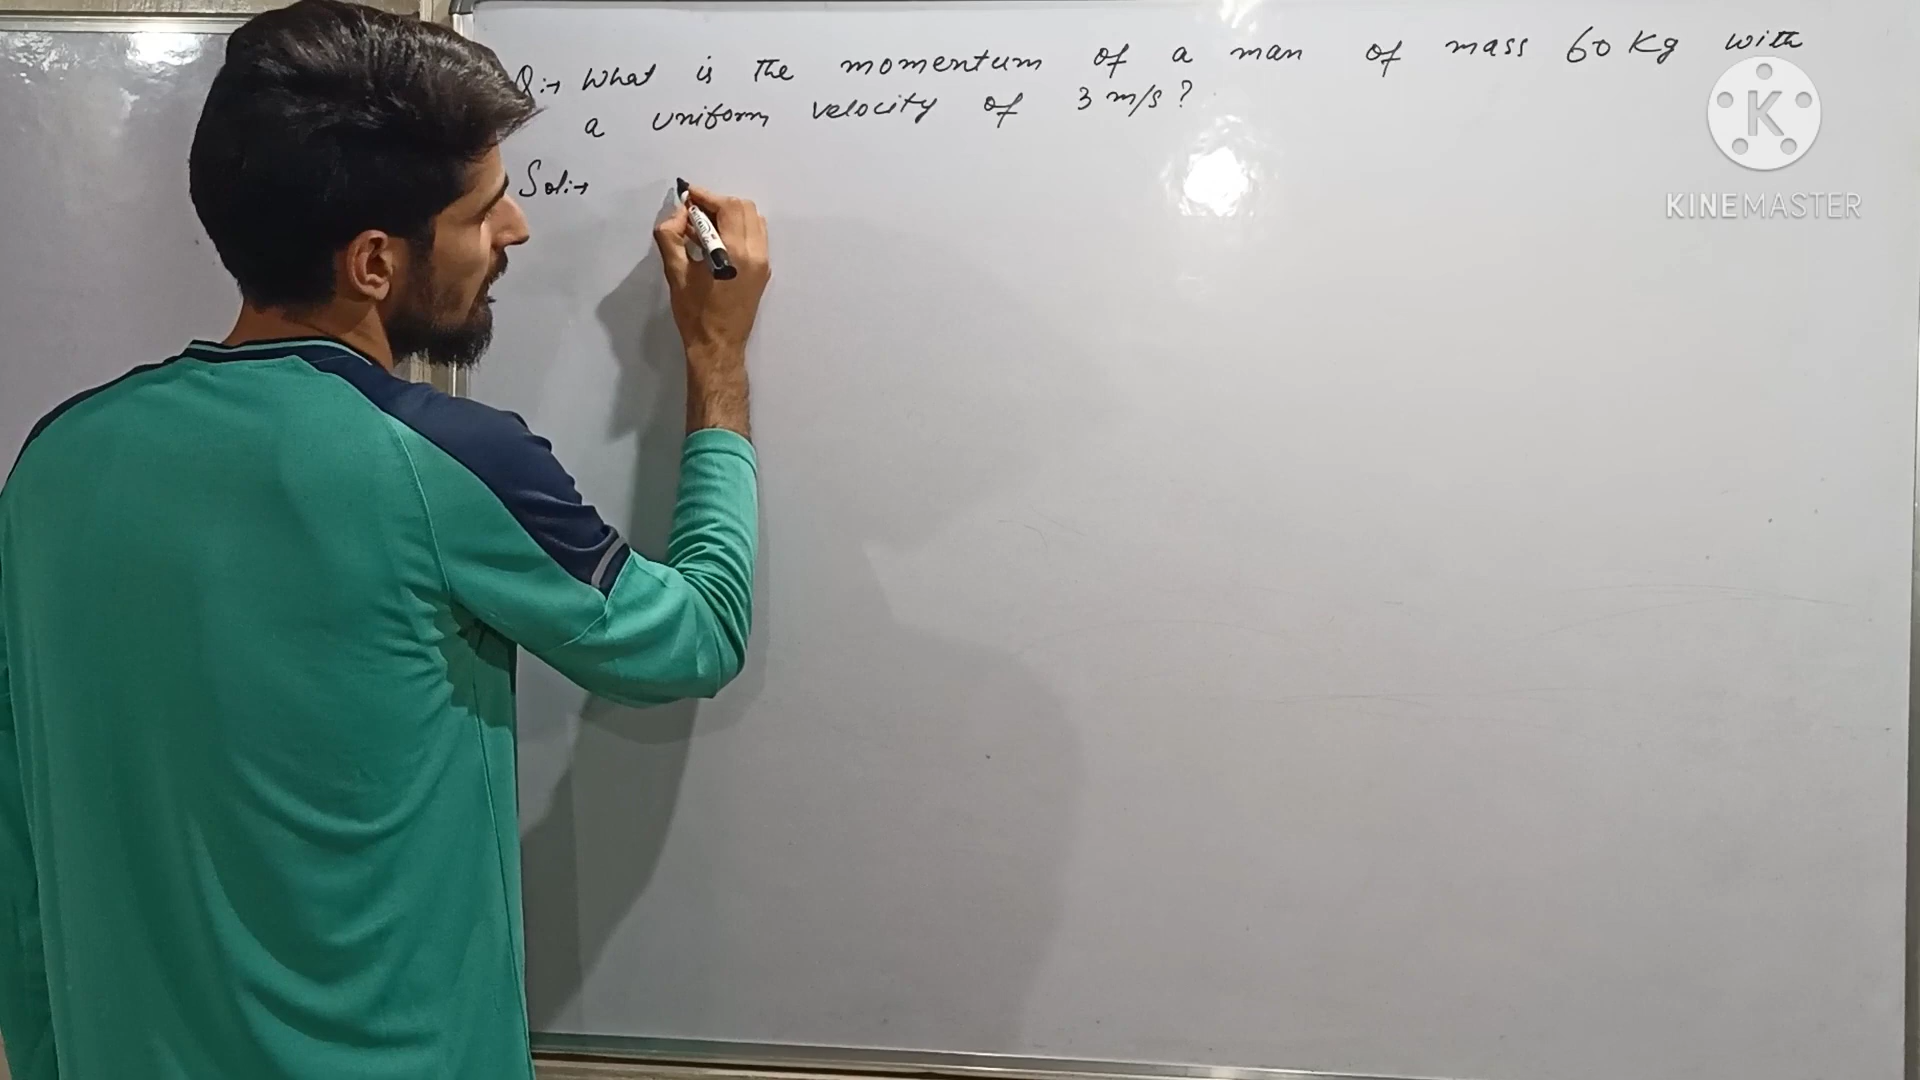 Q:→ What is The momentum of a man of mass 60 Kg with
a uniform velocity of 3 m/s?
Sol:→
K
KINEMASTER